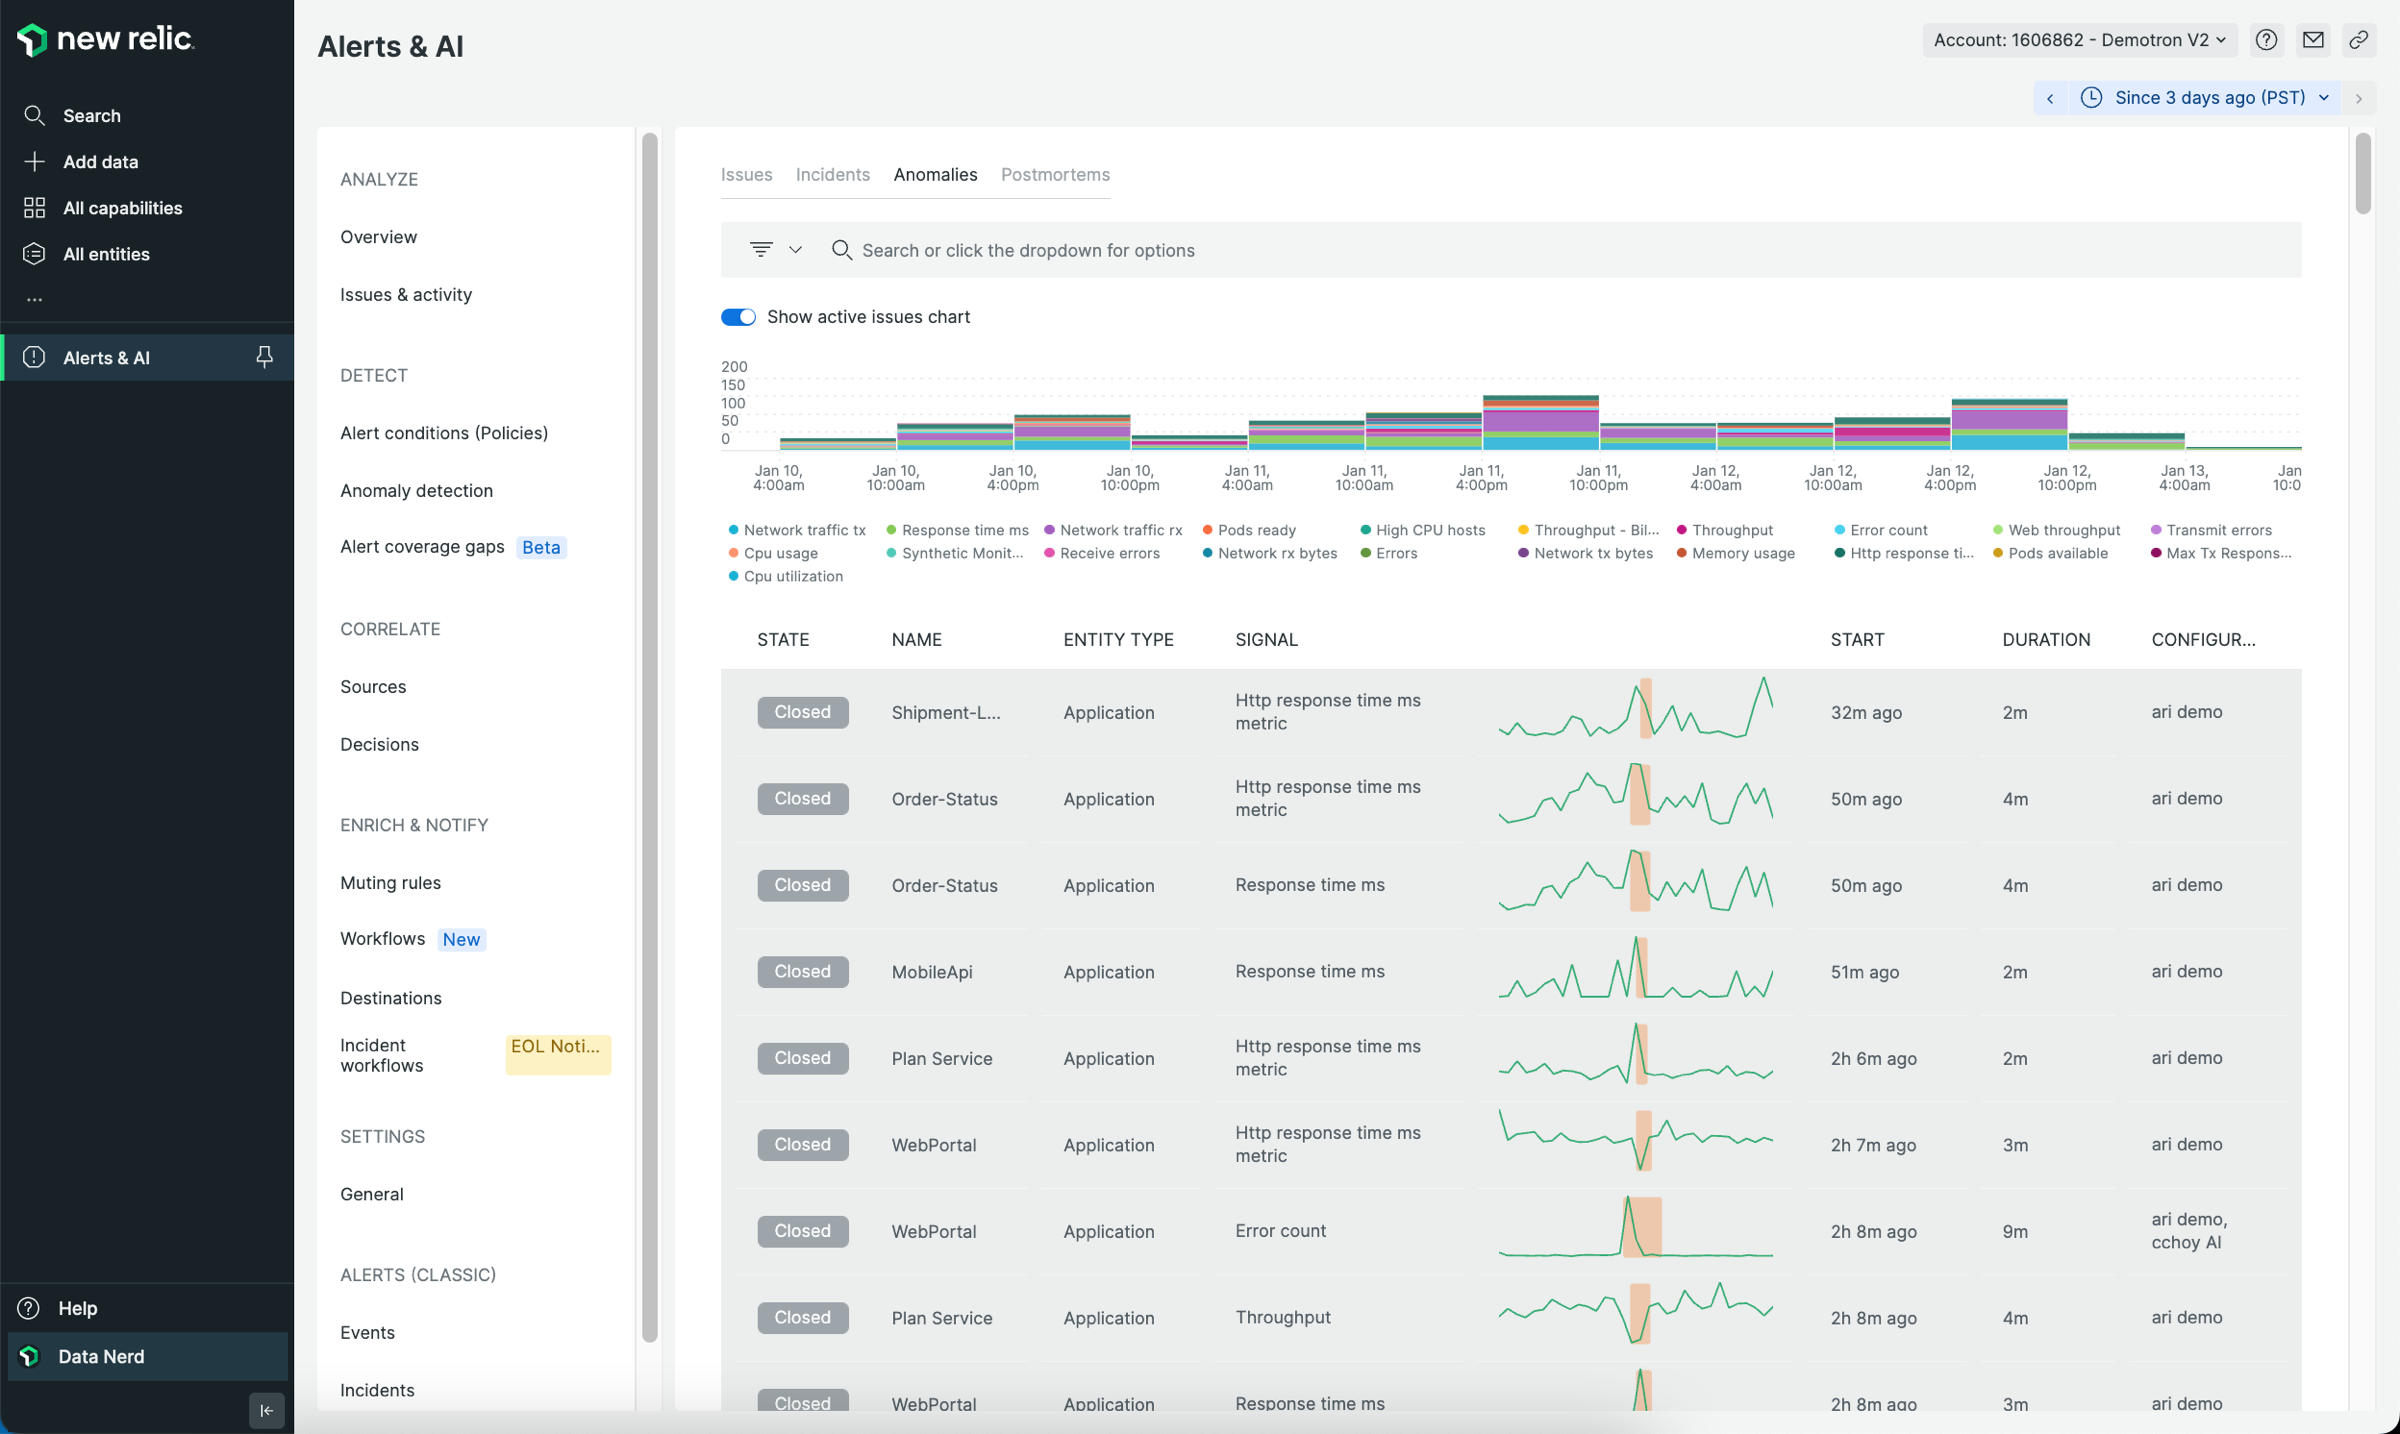 new relic.
Search
Add data
All capabilities
All entities
...
Alerts & AI
Help
Data Nerd
Alerts & AI
Account: 1606862 - Demotron V2
Since 3 days ago (PST)
ANALYZE
Overview
Issues & activity
DETECT
Alert conditions (Policies)
Anomaly detection
Alert coverage gaps Beta
CORRELATE
Sources
Decisions
ENRICH & NOTIFY
Muting rules
Workflows New
Destinations
Incident workflows EOL Noti...
SETTINGS
General
ALERTS (CLASSIC)
Events
Incidents
Issues Incidents Anomalies Postmortems
Search or click the dropdown for options
Show active issues chart
200
150
100
50
0
Jan 10, 4:00am
Jan 10, 10:00am
Jan 10, 4:00pm
Jan 10, 10:00pm
Jan 11, 4:00am
Jan 11, 10:00am
Jan 11, 4:00pm
Jan 11, 10:00pm
Jan 12, 4:00am
Jan 12, 10:00am
Jan 12, 4:00pm
Jan 12, 10:00pm
Jan 13, 4:00am
Jan 10:0
Network traffic tx Response time ms Network traffic rx Pods ready High CPU hosts Throughput - Bil... Throughput Error count Web throughput Transmit errors
Cpu usage Synthetic Monit... Receive errors Network rx bytes Errors Network tx bytes Memory usage Http response ti... Pods available Max Tx Respons...
Cpu utilization
STATE NAME ENTITY TYPE SIGNAL START DURATION CONFIGUR...
Closed Shipment-L... Application Http response time ms metric 32m ago 2m ari demo
Closed Order-Status Application Http response time ms metric 50m ago 4m ari demo
Closed Order-Status Application Response time ms 50m ago 4m ari demo
Closed MobileApi Application Response time ms 51m ago 2m ari demo
Closed Plan Service Application Http response time ms metric 2h 6m ago 2m ari demo
Closed WebPortal Application Http response time ms metric 2h 7m ago 3m ari demo
Closed WebPortal Application Error count 2h 8m ago 9m ari demo, cchoy AI
Closed Plan Service Application Throughput 2h 8m ago 4m ari demo
Closed WebPortal Application Response time ms 2h 8m ago 3m ari demo